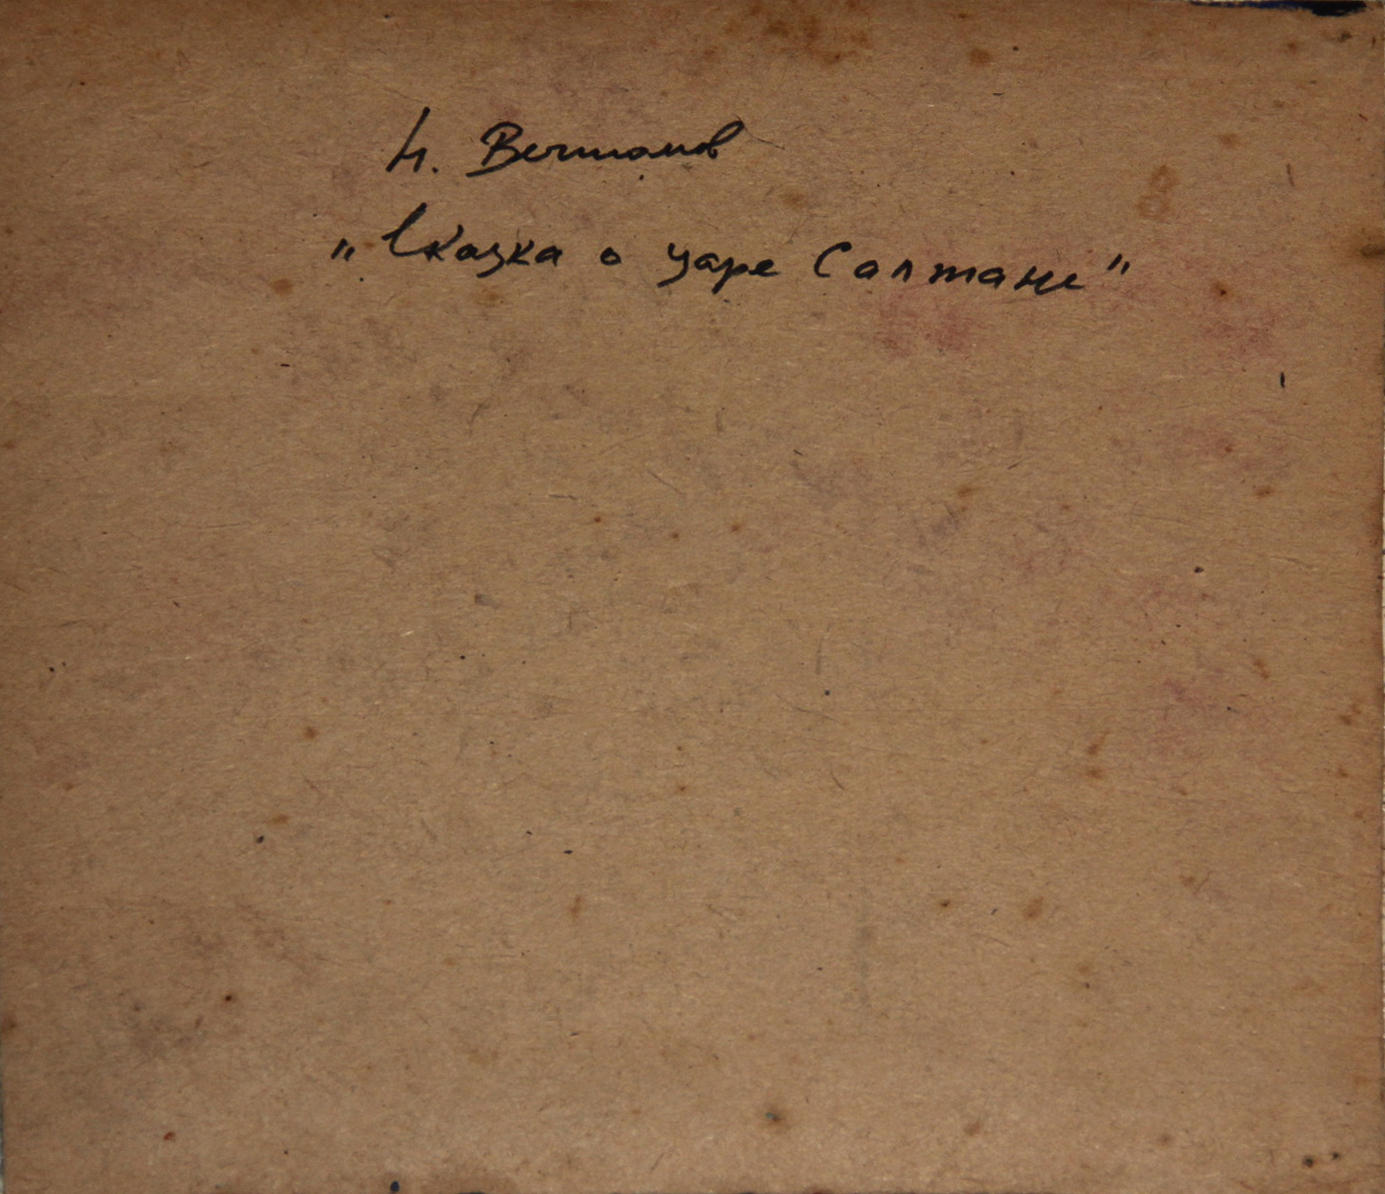 Н. Вечтомов
„Сказка о царе Салтане"